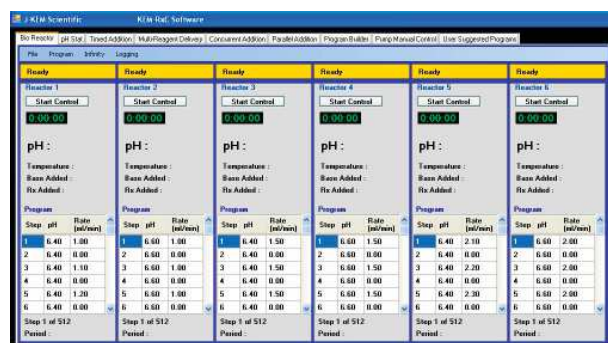 J-KEM Scientific KEM RxC Software
Bio Reactor pH Stat Timed Addition Multi-Reagent Delivery Concurrent Addition Parallel Addition Program Builder Pump Manual Control User Suggested Programs
File Program Infinity Logging
Ready Ready Ready Ready Ready Ready
Reactor 1 Reactor 2 Reactor 3 Reactor 4 Reactor 5 Reactor 6
Start Control Start Control Start Control Start Control Start Control Start Control
0:00:00 0:00:00 0:00:00 0:00:00 0:00:00 0:00:00
pH : pH : pH : pH : pH : pH :
Temperature : Temperature : Temperature : Temperature : Temperature : Temperature :
Base Added : Base Added : Base Added : Base Added : Base Added : Base Added :
Rx Added : Rx Added : Rx Added : Rx Added : Rx Added : Rx Added :
Program Program Program Program Program Program
Step pH Rate (ml/min) Step pH Rate (ml/min) Step pH Rate (ml/min) Step pH Rate (ml/min) Step pH Rate (ml/min) Step pH Rate (ml/min)
1 6.40 1.00 1 6.60 1.00 1 6.40 1.50 1 6.60 1.50 1 6.40 2.10 1 6.60 2.00
2 6.40 0.00 2 6.60 0.00 2 6.40 0.00 2 6.60 0.00 2 6.40 0.00 2 6.60 0.00
3 6.40 1.10 3 6.60 1.00 3 6.40 1.50 3 6.60 1.50 3 6.40 2.20 3 6.60 2.00
4 6.40 0.00 4 6.60 0.00 4 6.40 0.00 4 6.60 0.00 4 6.40 0.00 4 6.60 0.00
5 6.40 1.20 5 6.60 1.00 5 6.40 1.50 5 6.60 1.50 5 6.40 2.30 5 6.60 2.00
6 6.40 0.00 6 6.60 0.00 6 6.40 0.00 6 6.60 0.00 6 6.40 0.00 6 6.60 0.00
Step 1 of 512 Step 1 of 512 Step 1 of 512 Step 1 of 512 Step 1 of 512 Step 1 of 512
Period : Period : Period : Period : Period : Period :